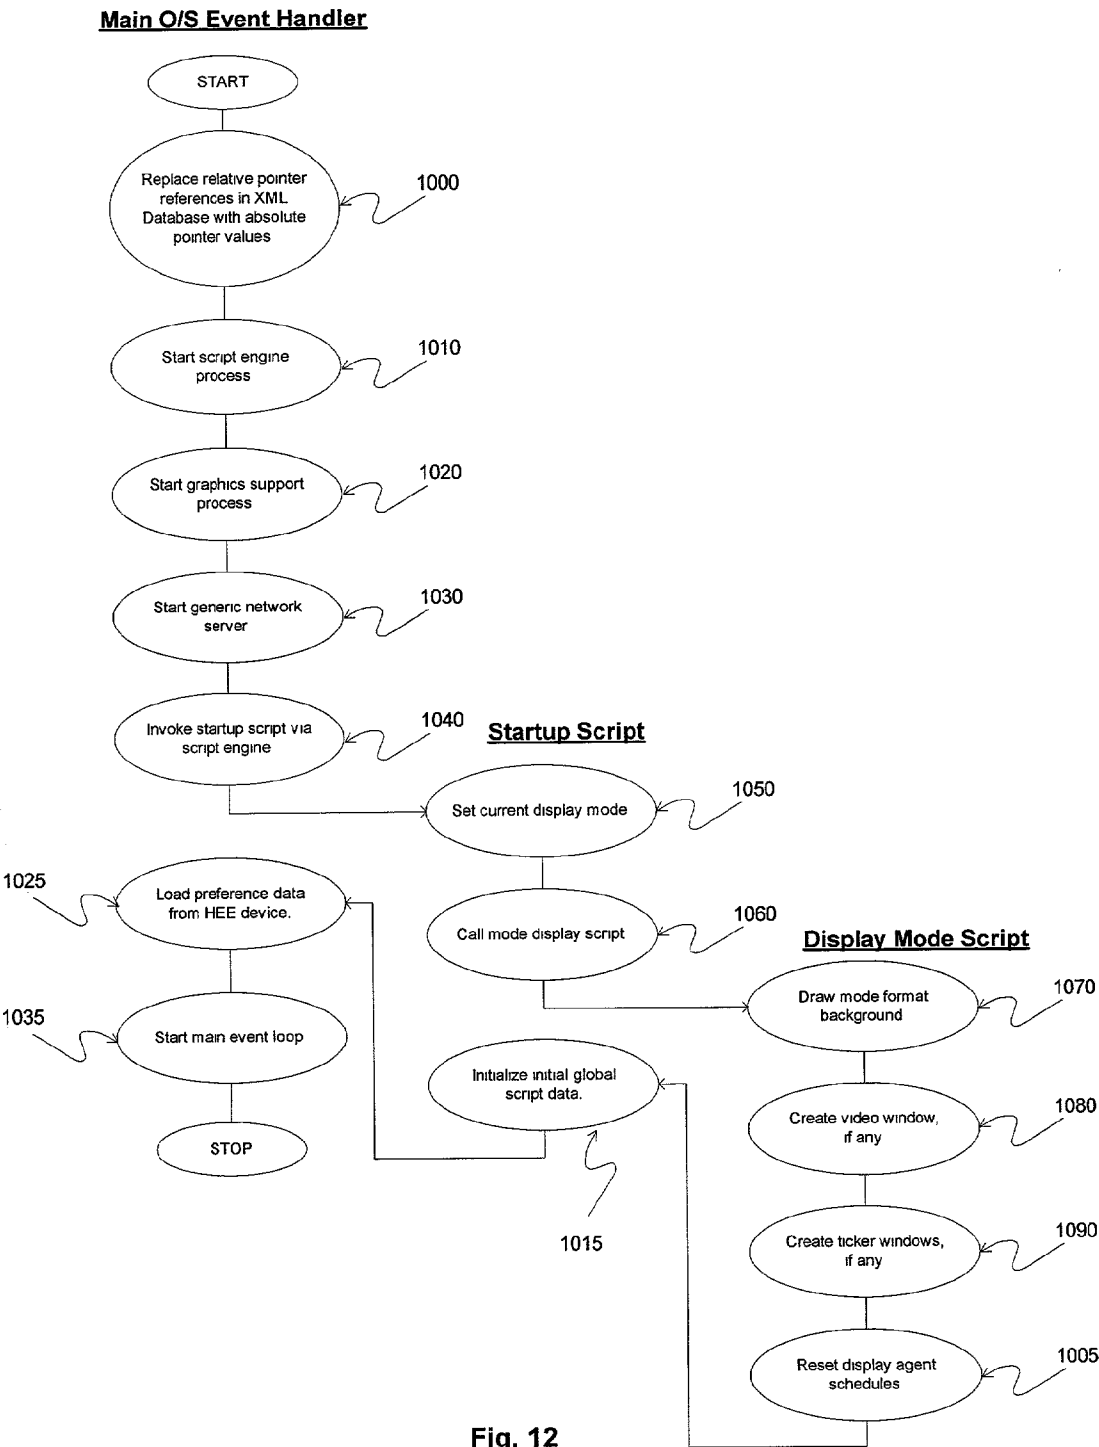 Main O/S Event Handler
START
Replace relative pointer
references in XML
Database with absolute
pointer values
1000
Start script engine
process
1010
Start graphics support
process
1020
Start generic network
server
1030
Invoke startup script via
script engine
1040
Startup Script
Set current display mode
1050
Call mode display script
1060
Display Mode Script
Draw mode format
background
1070
Create video window,
if any
1080
Create ticker windows,
if any
1090
Reset display agent
schedules
1005
Initialize initial global
script data.
1015
1025
Load preference data
from HEE device.
1035
Start main event loop
STOP
Fig. 12